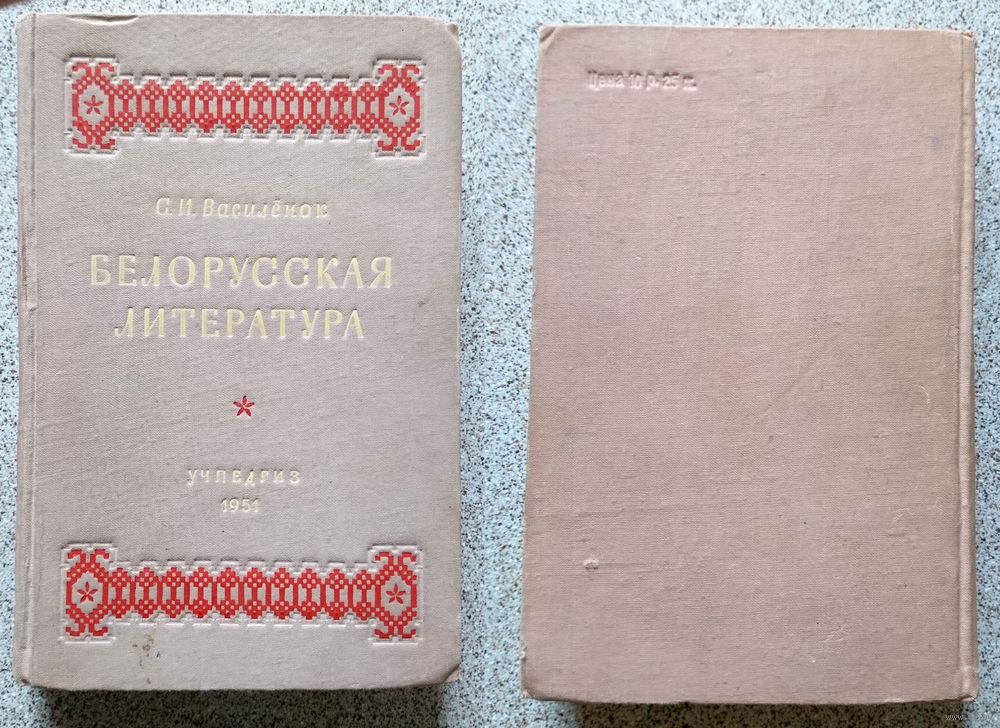 С. И. Василёнок
БЕЛОРУССКАЯ
ЛИТЕРАТУРА
УЧПЕДГИЗ
1951
Цена 10 р. 25 к.